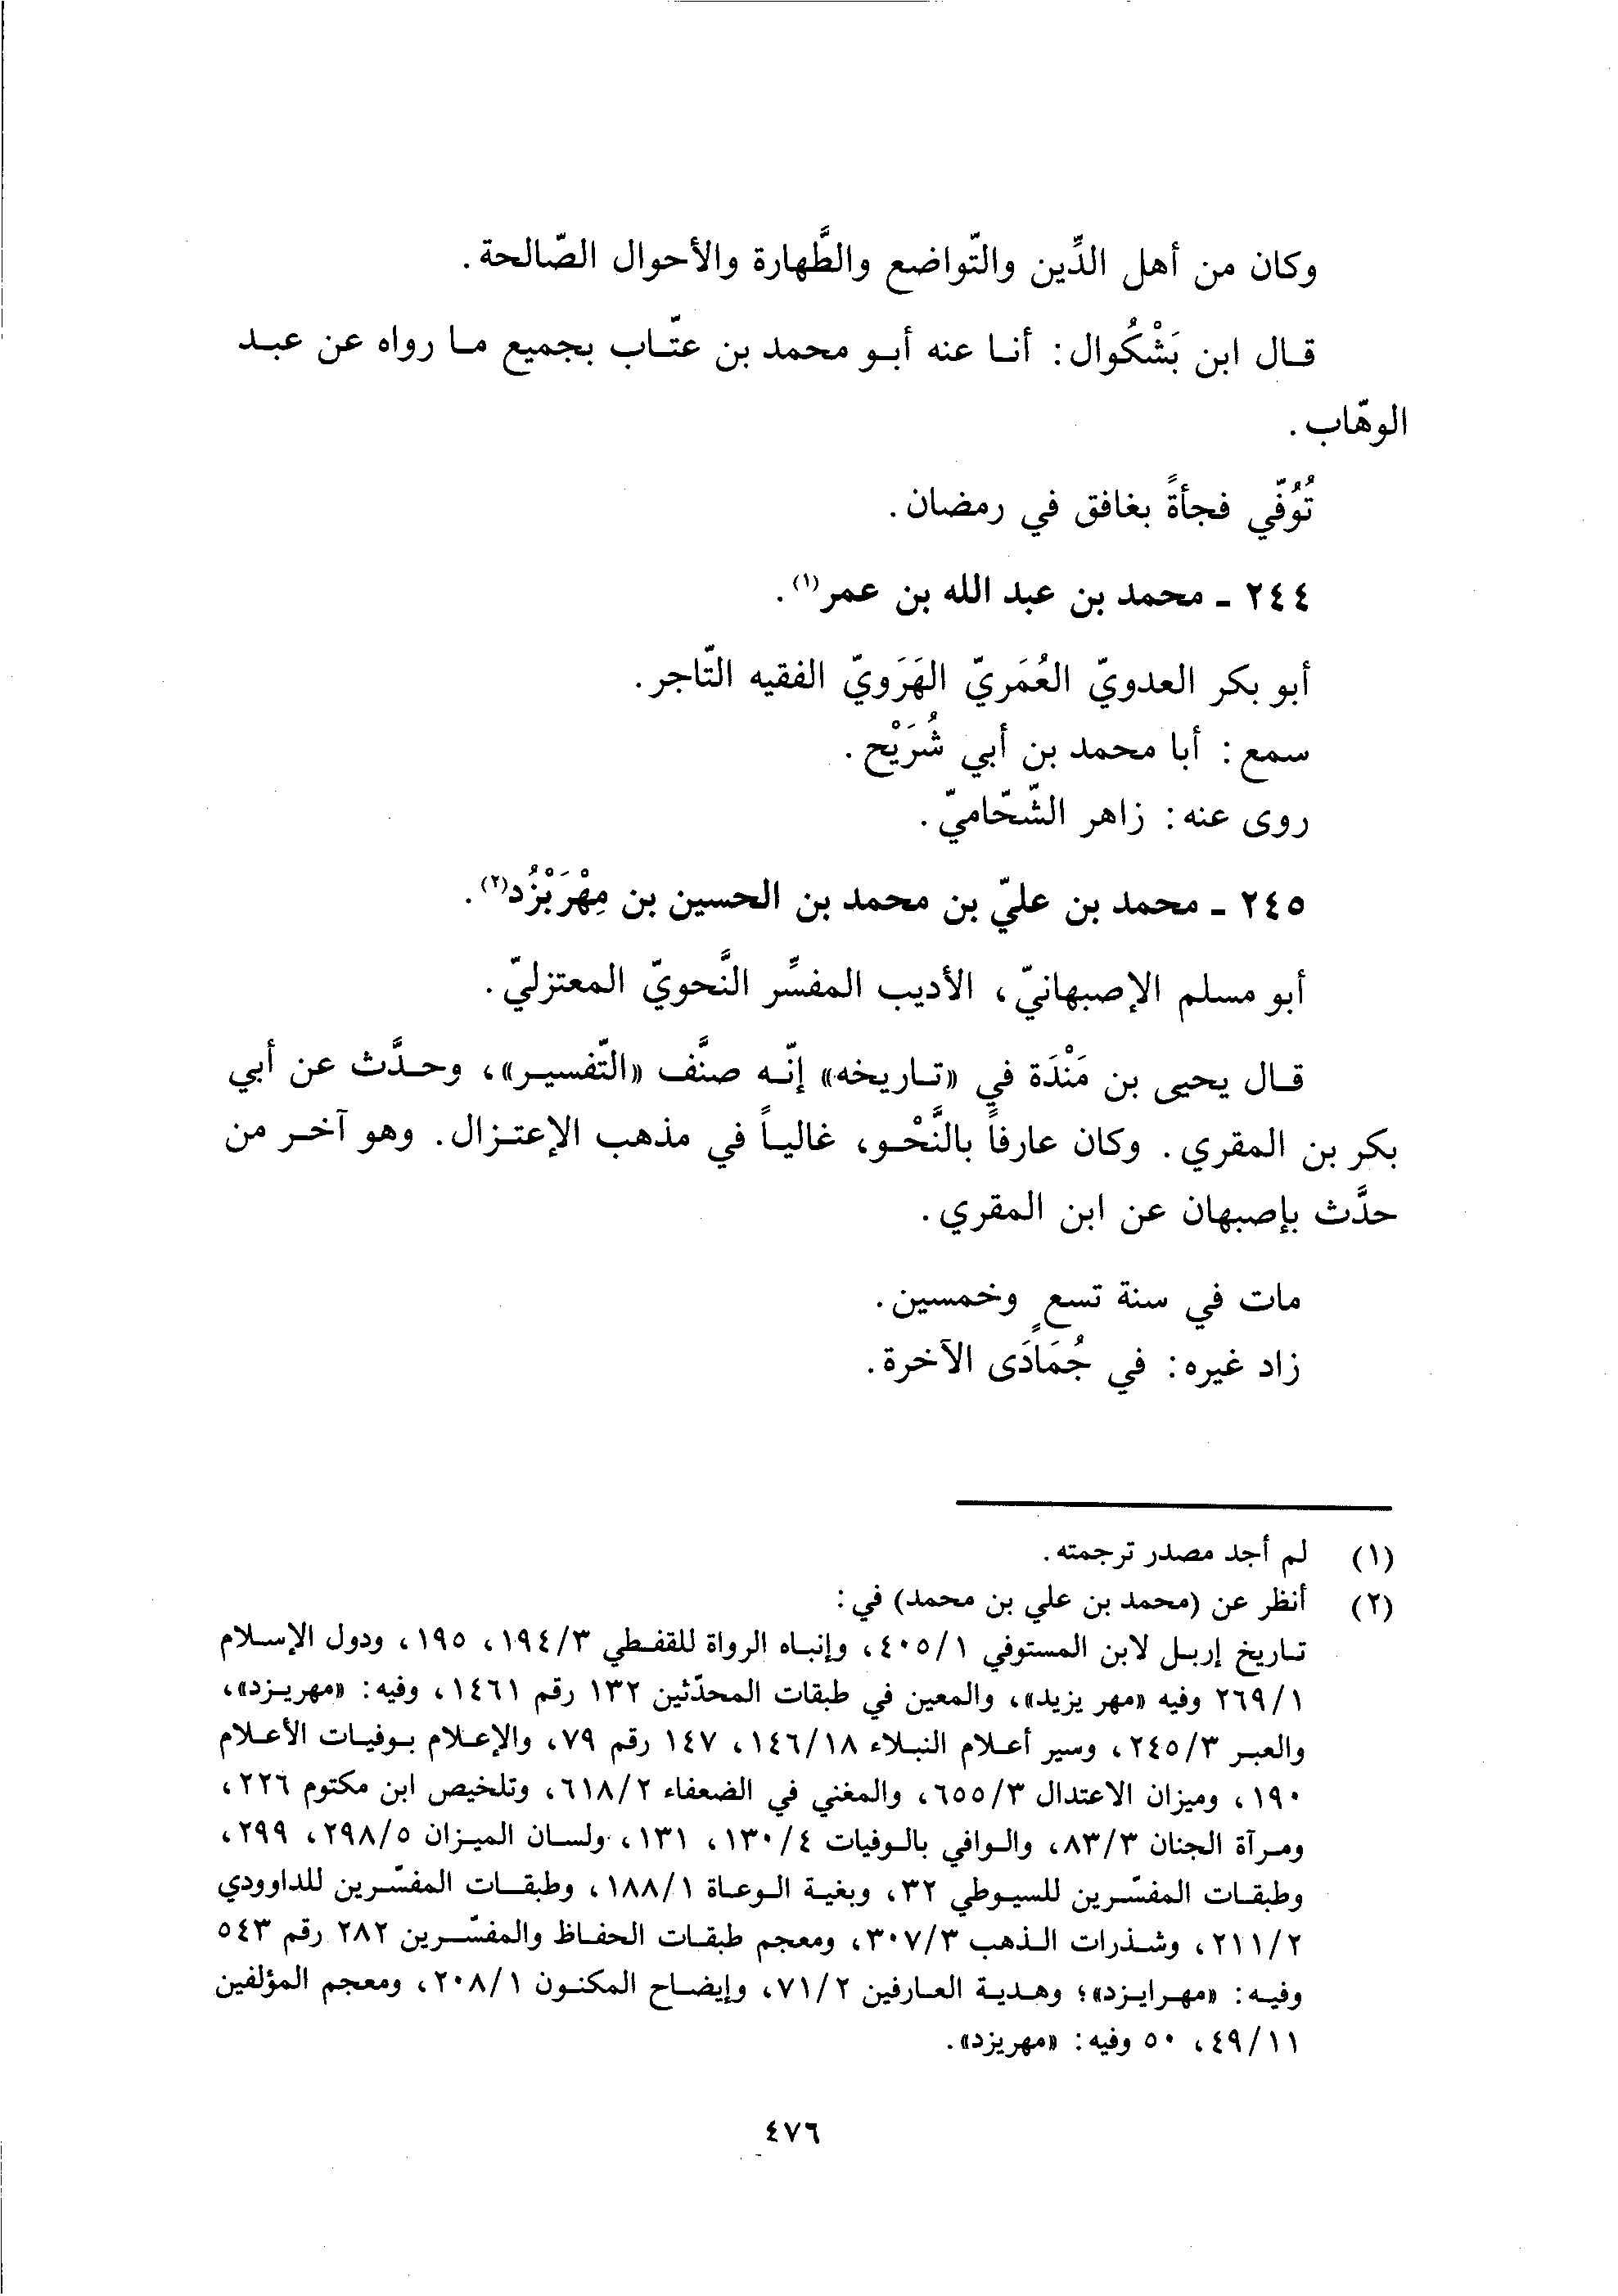 وكان من أهل الدِّين والتّواضع والطَّهارة والأحوال الصّالحة.
قال ابن بَشْكُوال: أنا عنه أبو محمد بن عتّاب بجميع ما رواه عن عبد
الوهّاب.
تُوُفّي فجأةً بغافق في رمضان.
٢٤٤ - محمد بن عبد الله بن عمر(١).
أبو بكر العدويّ العُمَريّ الهَرَويّ الفقيه التّاجر.
سمع: أبا محمد بن أبي شُرَيْح.
روى عنه: زاهر الشّحّاميّ.
٢٤٥ - محمد بن عليّ بن محمد بن الحسين بن مِهْرَبْزُد(٢).
أبو مسلم الإصبهانيّ، الأديب المفسِّر النَّحويّ المعتزليّ.
قال يحيى بن مَنْدَة في «تاريخه» إنّه صنَّف «التّفسير»، وحدَّث عن أبي
بكر بن المقري. وكان عارفاً بالنَّحْو، غالياً في مذهب الإعتزال. وهو آخر من
حدَّث بإصبهان عن ابن المقري.
مات في سنة تسعٍ وخمسين.
زاد غيره: في جُمَادَى الآخرة.
(١) لم أجد مصدر ترجمته.
(٢) أنظر عن (محمد بن علي بن محمد) في:
تاريخ إربل لابن المستوفي ٤٠٥/١، وإنباه الرواة للقفطي ١٩٤/٣، ١٩٥، ودول الإسلام
٢٦٩/١ وفيه «مهر يزيد»، والمعين في طبقات المحدّثين ١٣٢ رقم ١٤٦١، وفيه: «مهريزد»،
والعبر ٢٤٥/٣، وسير أعلام النبلاء ١٤٦/١٨، ١٤٧ رقم ٧٩، والإعلام بوفيات الأعلام
١٩٠، وميزان الاعتدال ٦٥٥/٣، والمغني في الضعفاء ٦١٨/٢، وتلخيص ابن مكتوم ٢٢٦،
ومرآة الجنان ٨٣/٣، والوافي بالوفيات ١٣٠/٤، ١٣١، ولسان الميزان ٢٩٨/٥، ٢٩٩،
وطبقات المفسّرين للسيوطي ٣٢، وبغية الوعاة ١٨٨/١، وطبقات المفسّرين للداوودي
٢١١/٢، وشذرات الذهب ٣٠٧/٣، ومعجم طبقات الحفاظ والمفسّرين ٢٨٢ رقم ٥٤٣
وفيه: «مهرايزد»؛ وهدية العارفين ٧١/٢، وإيضاح المكنون ٢٠٨/١، ومعجم المؤلفين
٤٩/١١، ٥٠ وفيه: «مهريزد».
٤٧٦